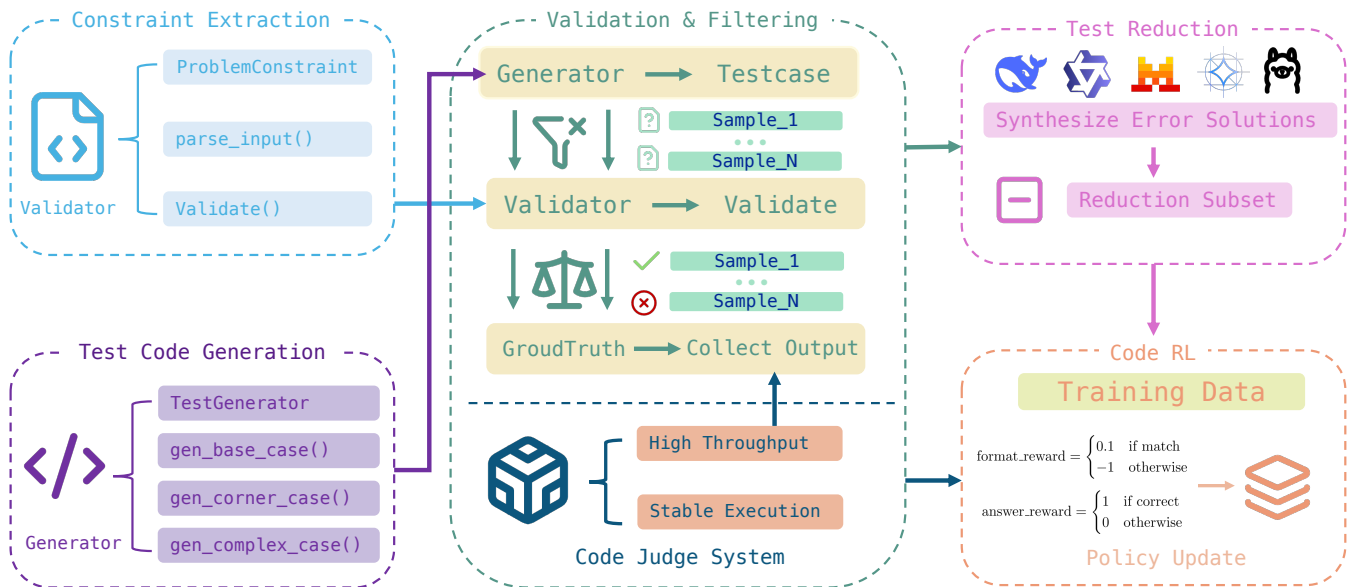 Constraint Extraction
ProblemConstraint
parse_input()
Validate()
Validator
Test Code Generation
TestGenerator
gen_base_case()
gen_corner_case()
gen_complex_case()
Generator
Validation & Filtering
Generator Testcase
Sample_1
Sample_N
Validator Validate
Sample_1
Sample_N
GroudTruth Collect Output
High Throughput
Stable Execution
Code Judge System
Test Reduction
Synthesize Error Solutions
Reduction Subset
Code RL
Training Data
format_reward = { 0.1 if match
−1 otherwise
answer_reward = { 1 if correct
0 otherwise
Policy Update